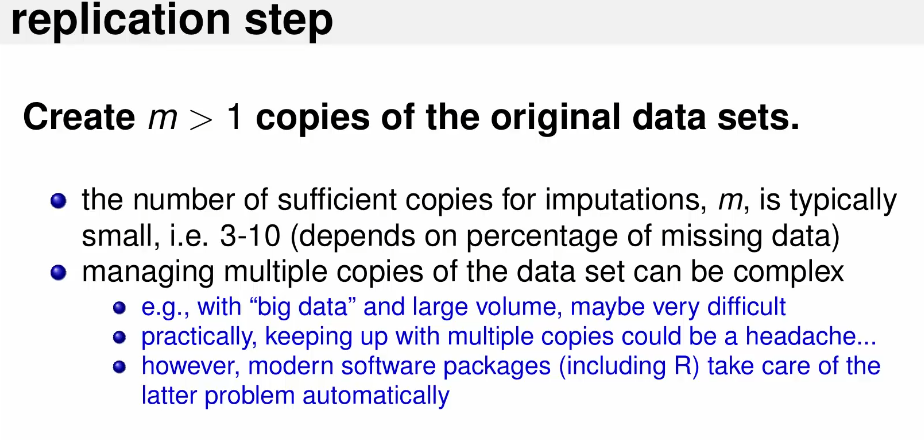 replication step
Create m > 1 copies of the original data sets.
the number of sufficient copies for imputations, m, is typically
small, i.e. 3-10 (depends on percentage of missing data)
managing multiple copies of the data set can be complex
e.g., with “big data” and large volume, maybe very difficult
practically, keeping up with multiple copies could be a headache...
however, modern software packages (including R) take care of the
latter problem automatically